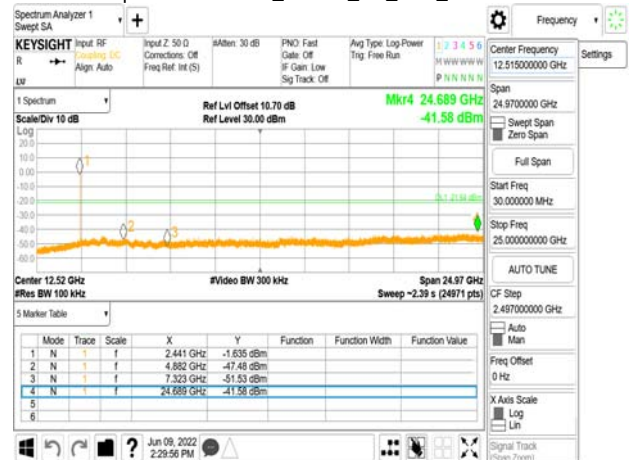 Spectrum Analyzer 1
Swept SA
+
Frequency
KEYSIGHT
R
LV
Input: RF
Coupling: DC
Align: Auto
Input Z: 50 Ω
Corrections: Off
Freq Ref: Int (S)
#Atten: 30 dB
PNO: Fast
Gate: Off
IF Gain: Low
Sig Track: Off
Avg Type: Log-Power
Trig: Free Run
1 2 3 4 5 6
M W W W W W
P N N N N N
1 Spectrum
Scale/Div 10 dB
Ref Lvl Offset 10.70 dB
Ref Level 30.00 dBm
Mkr4 24.689 GHz
-41.58 dBm
Log
20.0
10.0
0.00
-10.0
-20.0
-30.0
-40.0
-50.0
-60.0
1
2
3
Center 12.52 GHz
#Video BW 300 kHz
Span 24.97 GHz
#Res BW 100 kHz
Sweep ~2.39 s (24971 pts)
5 Marker Table
Mode Trace Scale X Y Function Function Width Function Value
1 N 1 f 2.441 GHz -1.635 dBm
2 N 1 f 4.882 GHz -47.48 dBm
3 N 1 f 7.323 GHz -51.53 dBm
4 N 1 f 24.689 GHz -41.58 dBm
5
6
?
Jun 09, 2022
2:29:56 PM
Center Frequency
12.515000000 GHz
Settings
Span
24.9700000 GHz
Swept Span
Zero Span
Full Span
Start Freq
30.000000 MHz
Stop Freq
25.000000000 GHz
AUTO TUNE
CF Step
2.497000000 GHz
Auto
Man
Freq Offset
0 Hz
X Axis Scale
Log
Lin
Signal Track
(Span Zoom)